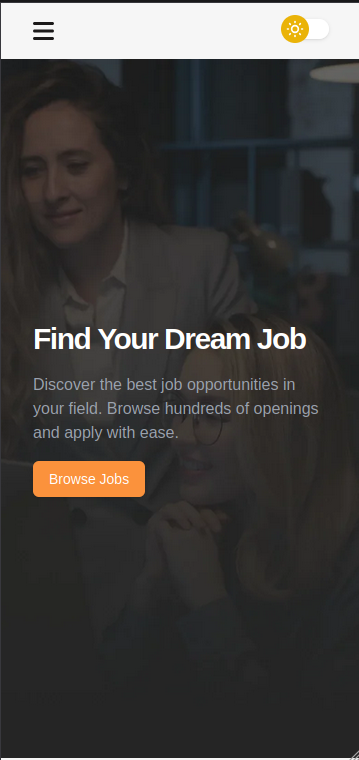 Find Your Dream Job
Discover the best job opportunities in
your field. Browse hundreds of openings
and apply with ease.
Browse Jobs